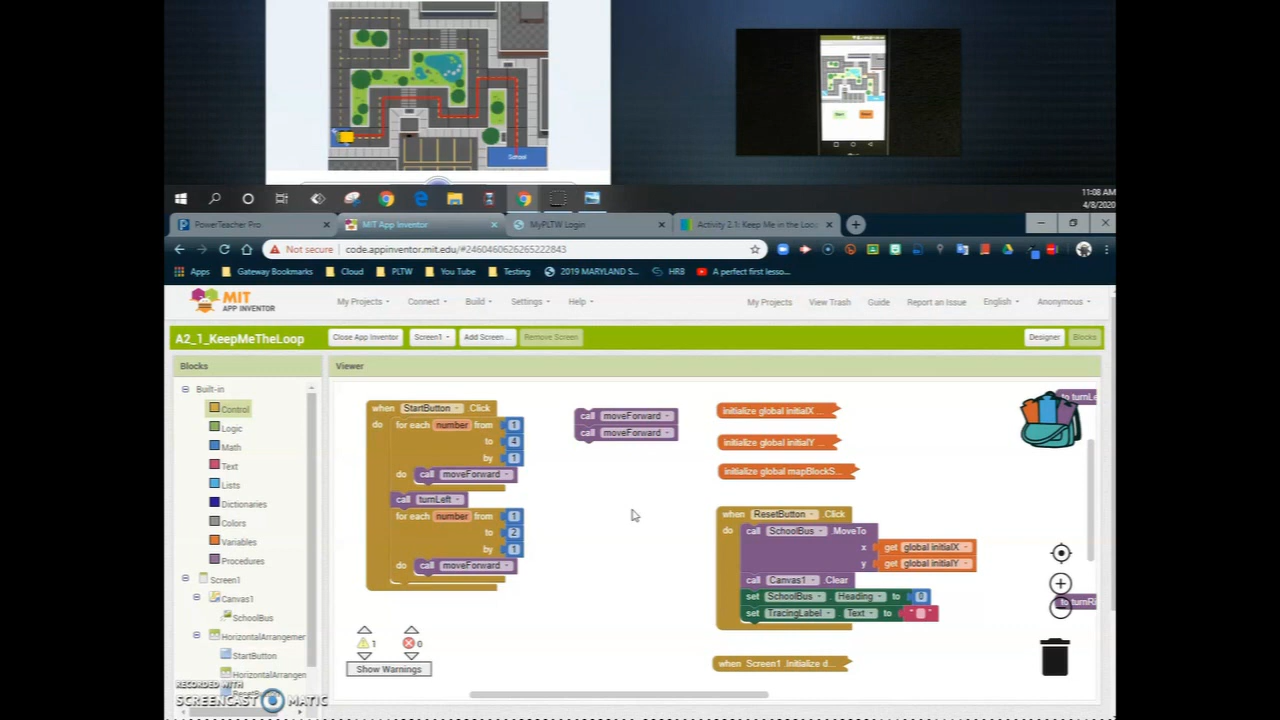 School
11:08 AM
4/8/2020
PowerTeacher Pro
MIT App Inventor
MyPLTW Login
Activity 2.1: Keep Me in the Loop
Not secure
code.appinventor.mit.edu/#2460460626265222843
Apps
Gateway Bookmarks
Cloud
PLTW
You Tube
Testing
2019 MARYLAND S...
HR8
A perfect first lesso...
MIT
APP INVENTOR
My Projects
Connect
Build
Settings
Help
My Projects
View Trash
Guide
Report an Issue
English
Anonymous
A2_1_KeepMeTheLoop
Close App Inventor
Screen1
Add Screen ...
Remove Screen
Designer
Blocks
Blocks
Viewer
Built-in
Control
Logic
Math
Text
Lists
Dictionaries
Colors
Variables
Procedures
Screen1
Canvas1
SchoolBus
HorizontalArrangemer
StartButton
HorizontalArrangen
when StartButton .Click
do for each number from 1
to 4
by 1
do call moveForward
call turnLeft
for each number from 1
to 2
by 1
do call moveForward
call moveForward
call moveForward
initialize global initialX ...
initialize global initialY ...
initialize global mapBlockS...
when ResetButton .Click
do call SchoolBus .MoveTo
x get global initialX
y get global initialY
call Canvas1 .Clear
set SchoolBus . Heading to 0
set TracingLabel . Text to " "
when Screen1 .Initialize d...
to turnLe
to turnRi
1
0
Show Warnings
RECORDED WITH
SCREENCAST MATIC